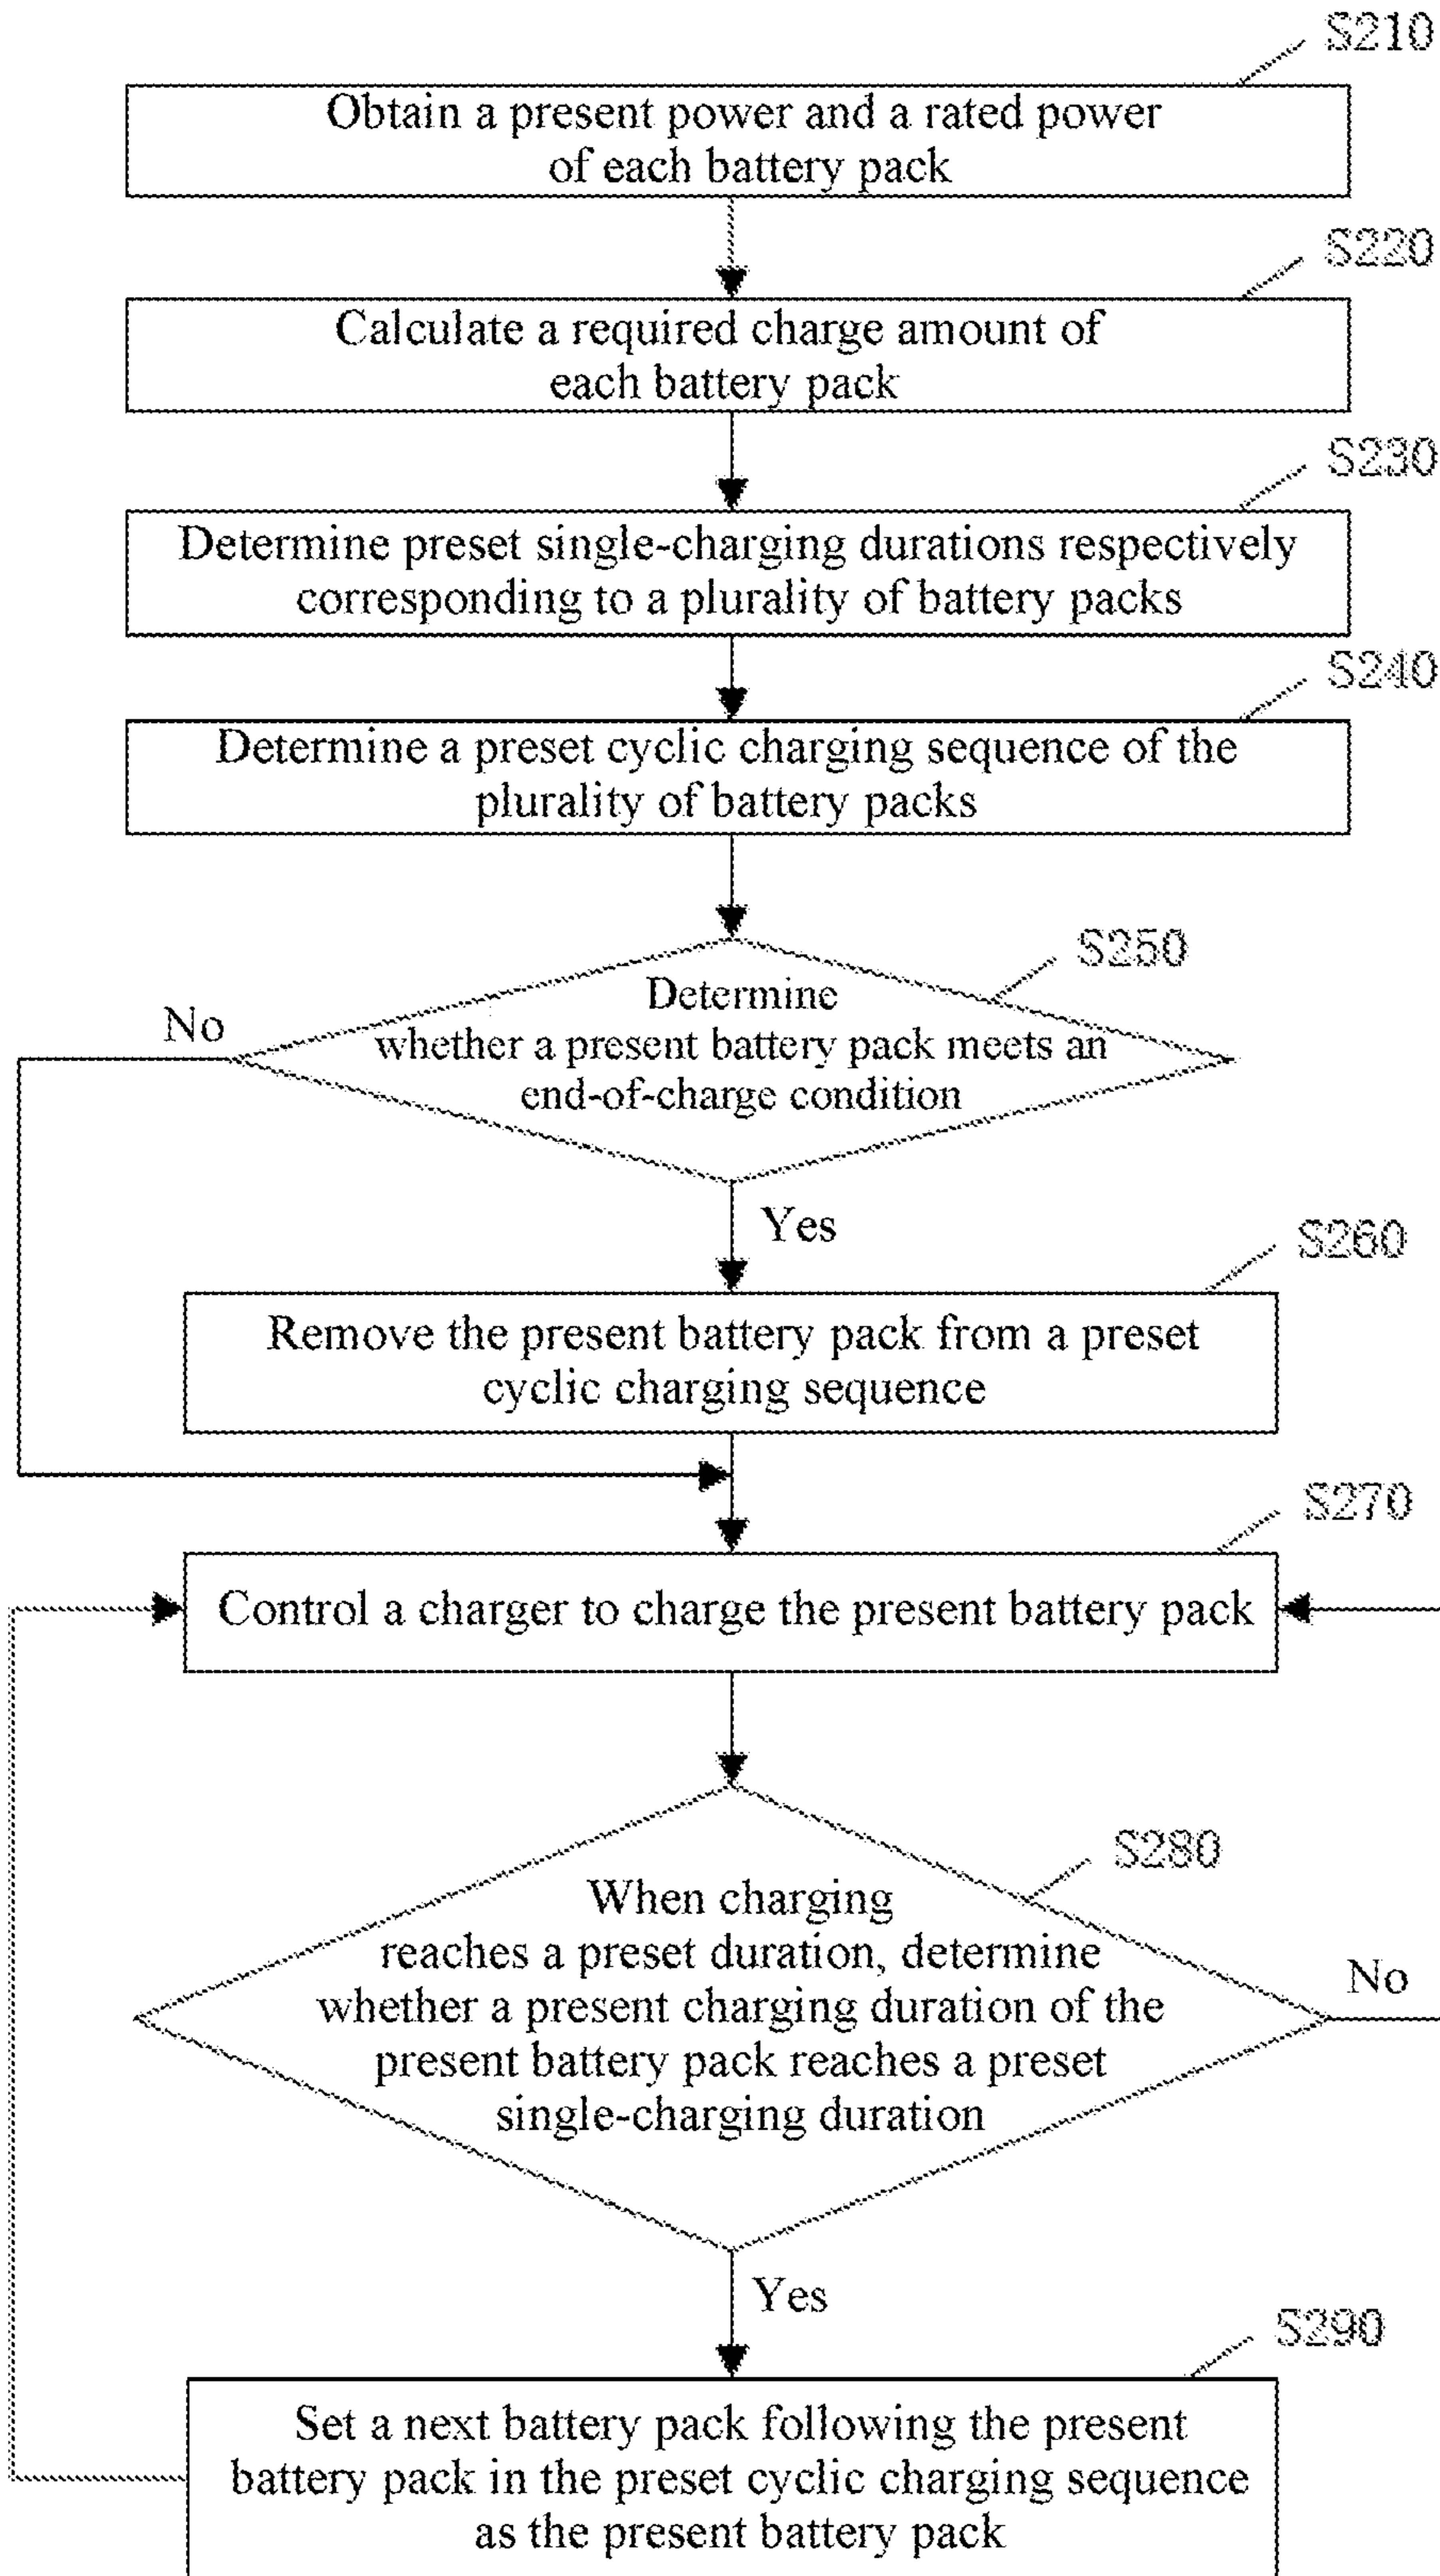 S210
Obtain a present power and a rated power
of each battery pack
S220
Calculate a required charge amount of
each battery pack
S230
Determine preset single-charging durations respectively
corresponding to a plurality of battery packs
S240
Determine a preset cyclic charging sequence of the
plurality of battery packs
S250
No
Determine
whether a present battery pack meets an
end-of-charge condition
Yes
S260
Remove the present battery pack from a preset
cyclic charging sequence
S270
Control a charger to charge the present battery pack
S280
When charging
reaches a preset duration, determine
whether a present charging duration of the
present battery pack reaches a preset
single-charging duration
No
Yes
S290
Set a next battery pack following the present
battery pack in the preset cyclic charging sequence
as the present battery pack